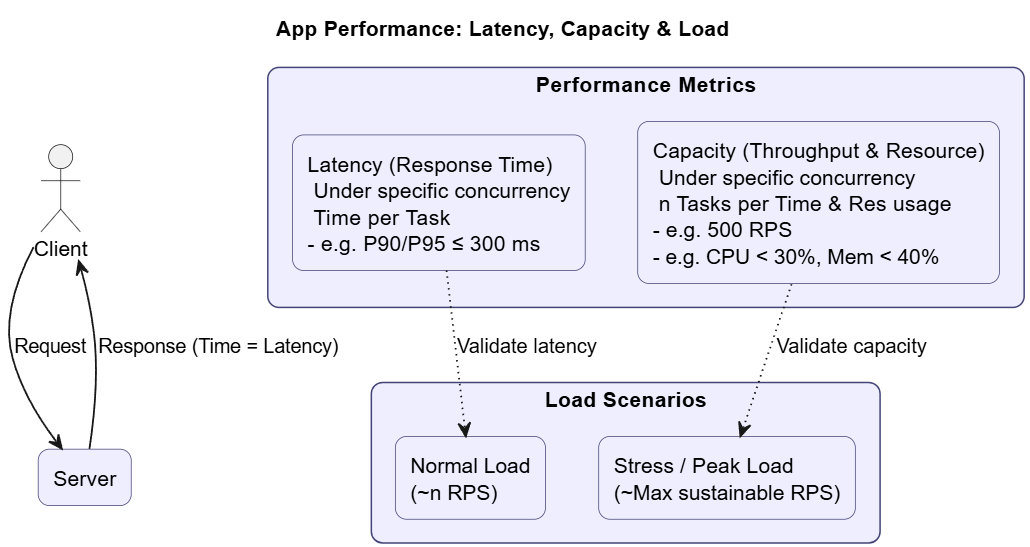 App Performance: Latency, Capacity & Load
Performance Metrics
Latency (Response Time)
Under specific concurrency
Time per Task
- e.g. P90/P95 ≤ 300 ms
Capacity (Throughput & Resource)
Under specific concurrency
n Tasks per Time & Res usage
- e.g. 500 RPS
- e.g. CPU < 30%, Mem < 40%
Client
Request
Response (Time = Latency)
Validate latency
Validate capacity
Load Scenarios
Normal Load
(~n RPS)
Stress / Peak Load
(~Max sustainable RPS)
Server